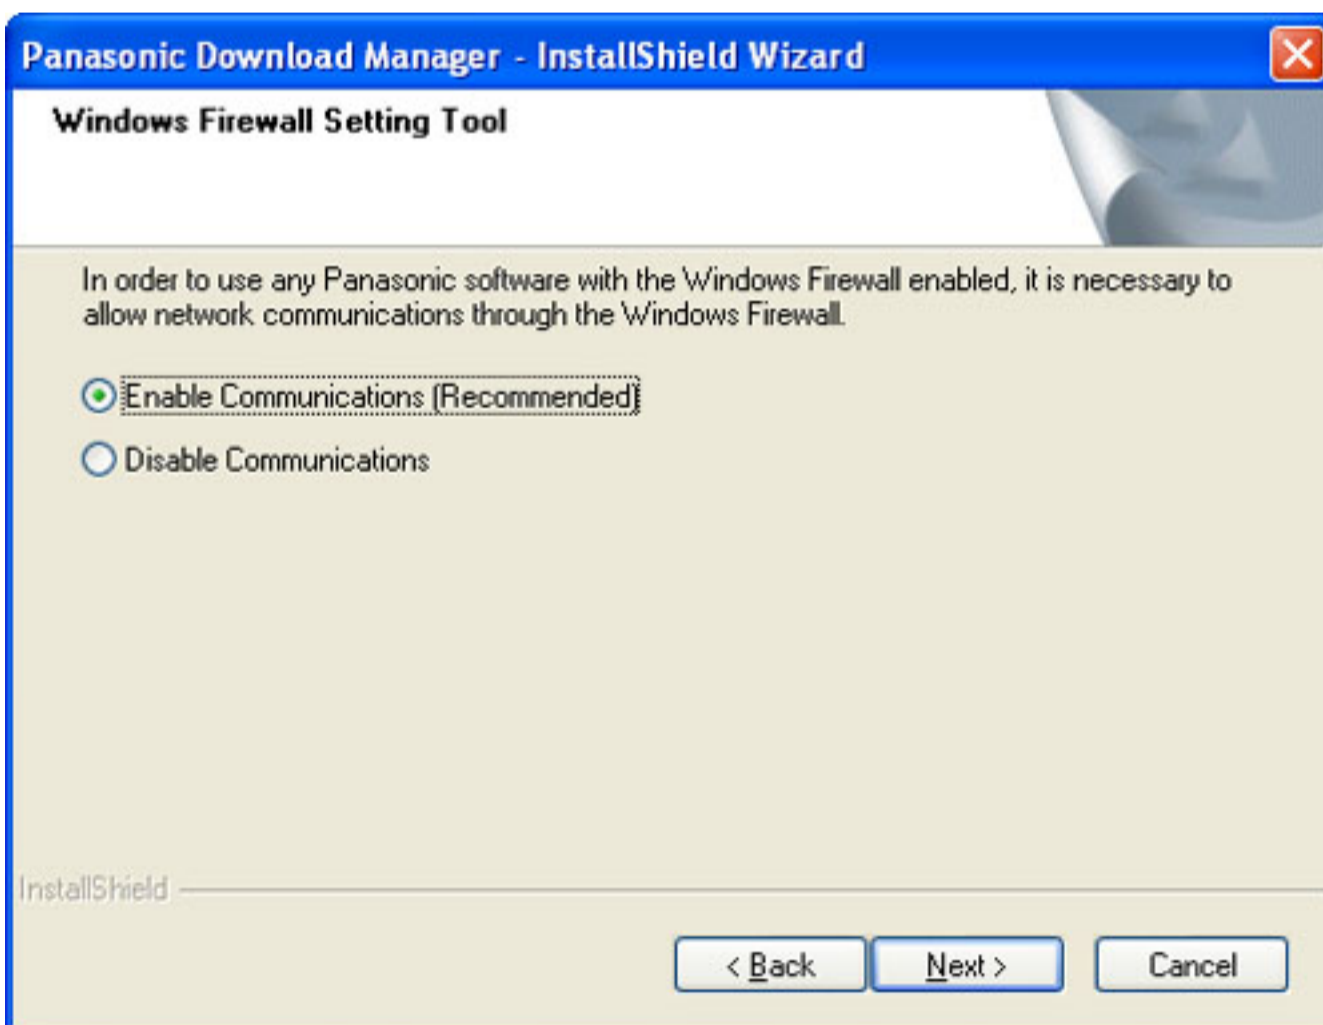 Panasonic Download Manager - InstallShield Wizard
Windows Firewall Setting Tool
In order to use any Panasonic software with the Windows Firewall enabled, it is necessary to
allow network communications through the Windows Firewall.
Enable Communications (Recommended)
Disable Communications
InstallShield
< Back
Next >
Cancel